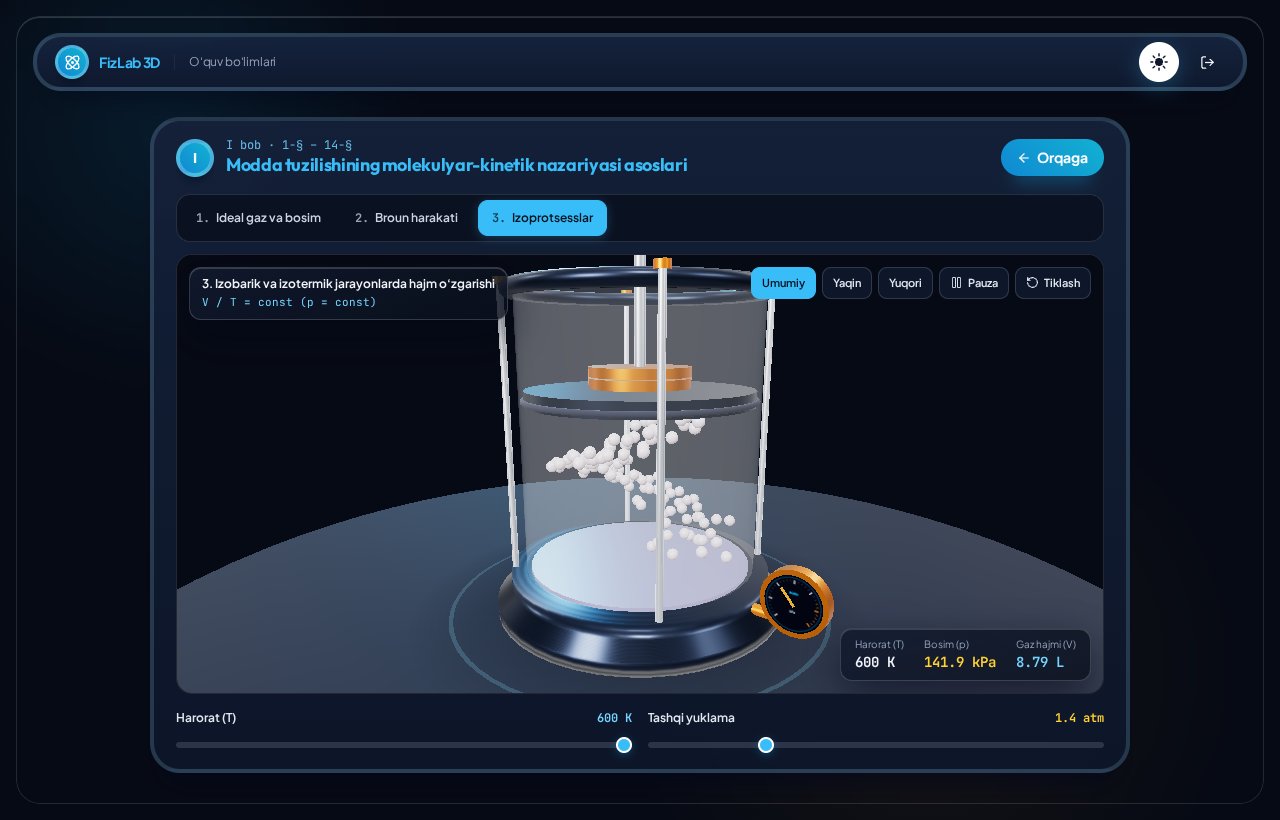 FizLab 3D
O'quv bo'limlari
I
I bob · 1-§ – 14-§
Modda tuzilishining molekulyar-kinetik nazariyasi asoslari
← Orqaga
1. Ideal gaz va bosim
2. Broun harakati
3. Izoprotsesslar
3. Izobarik va izotermik jarayonlarda hajm o'zgarishi
V / T = const (p = const)
Umumiy
Yaqin
Yuqori
Pauza
Tiklash
Harorat (T)
600 K
Bosim (p)
141.9 kPa
Gaz hajmi (V)
8.79 L
Harorat (T)
600 K
Tashqi yuklama
1.4 atm